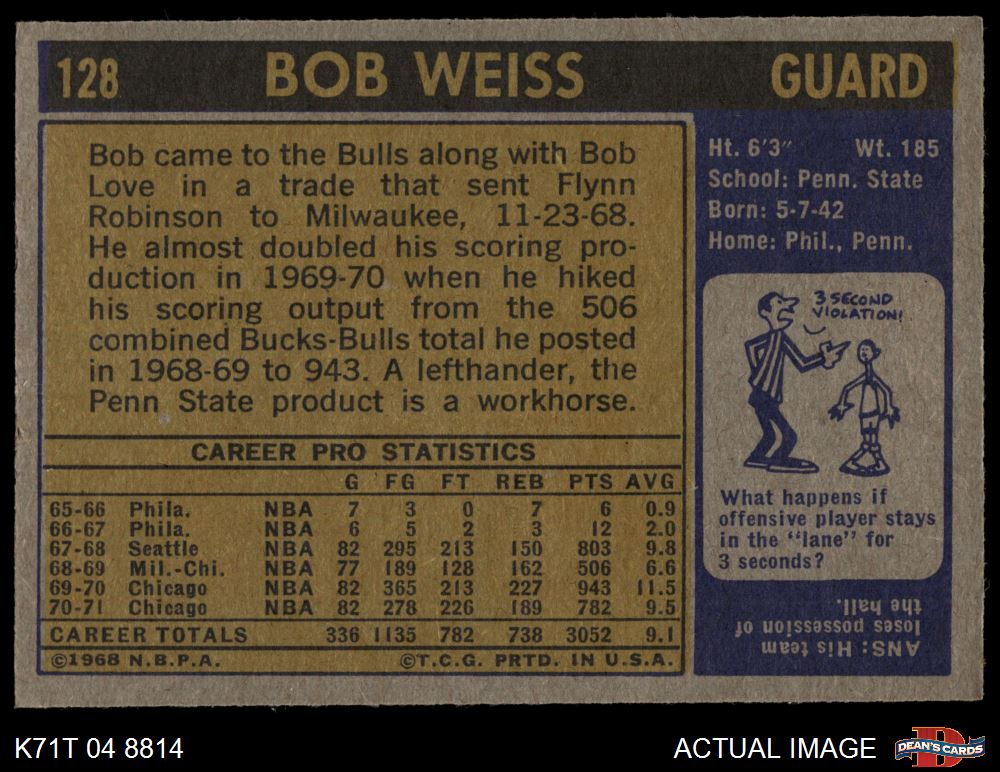 128 BOB WEISS GUARD
Bob came to the Bulls along with Bob
Love in a trade that sent Flynn
Robinson to Milwaukee, 11-23-68.
He almost doubled his scoring pro-
duction in 1969-70 when he hiked
his scoring output from the 506
combined Bucks-Bulls total he posted
in 1968-69 to 943. A lefthander, the
Penn State product is a workhorse.
CAREER PRO STATISTICS
G FG FT REB PTS AVG
65-66 Phila. NBA 7 3 0 7 6 0.9
66-67 Phila. NBA 6 5 2 3 12 2.0
67-68 Seattle NBA 82 295 213 150 803 9.8
68-69 Mil.-Chi. NBA 77 189 128 162 506 6.6
69-70 Chicago NBA 82 365 213 227 943 11.5
70-71 Chicago NBA 82 278 226 189 782 9.5
CAREER TOTALS 336 1135 782 738 3052 9.1
©1968 N.B.P.A. ©T.C.G. PRTD. IN U.S.A.
Ht. 6'3" Wt. 185
School: Penn. State
Born: 5-7-42
Home: Phil., Penn.
3 SECOND
VIOLATION!
What happens if
offensive player stays
in the "lane" for
3 seconds?
ANS: His team
loses possession of
the ball.
K71T 04 8814
ACTUAL IMAGE
D
DEAN'S CARDS